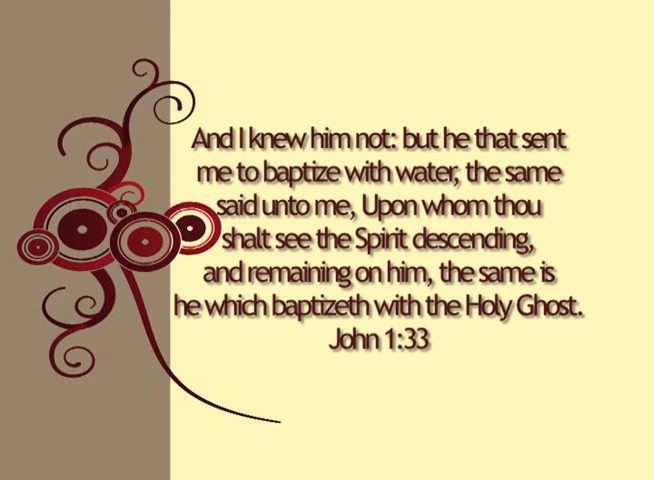 And I knew him not: but he that sent
me to baptize with water, the same
said unto me, Upon whom thou
shalt see the Spirit descending,
and remaining on him, the same is
he which baptizeth with the Holy Ghost.
John 1:33